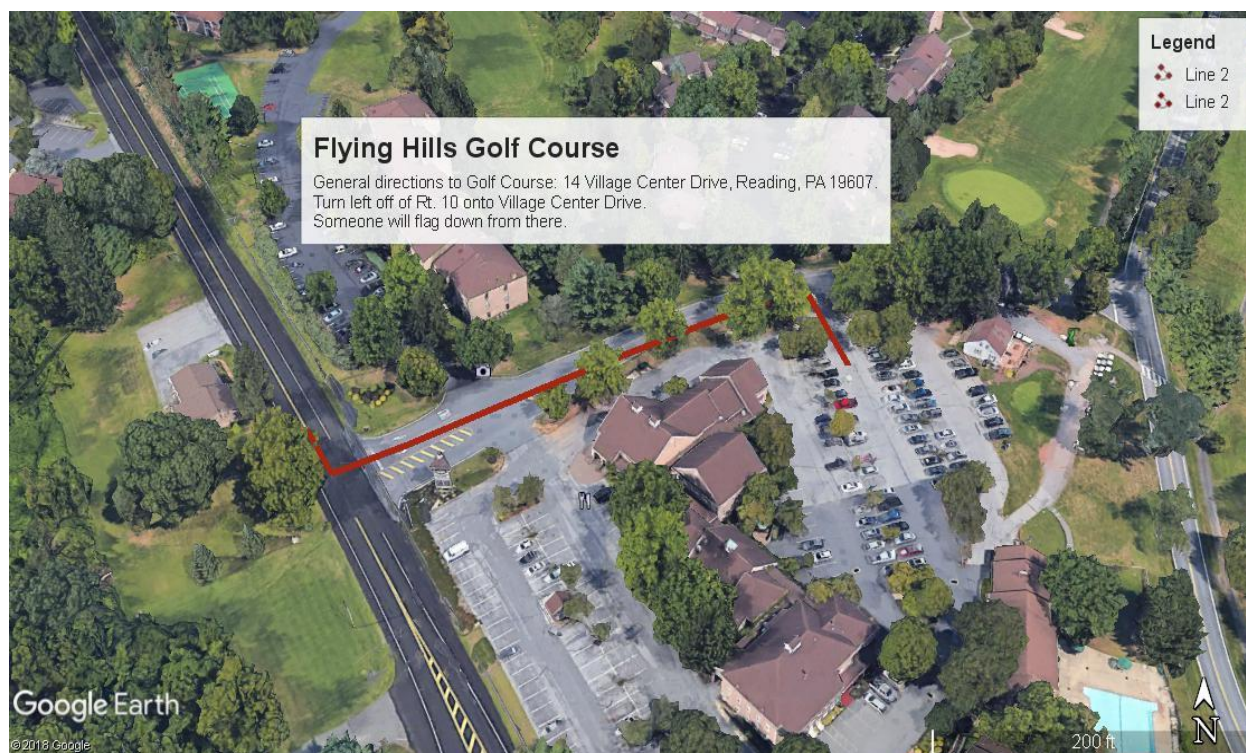 Legend
Line 2
Line 2
Flying Hills Golf Course
General directions to Golf Course: 14 Village Center Drive, Reading, PA 19607.
Turn left off of Rt. 10 onto Village Center Drive.
Someone will flag down from there.
Google Earth
© 2018 Google
200 ft
N